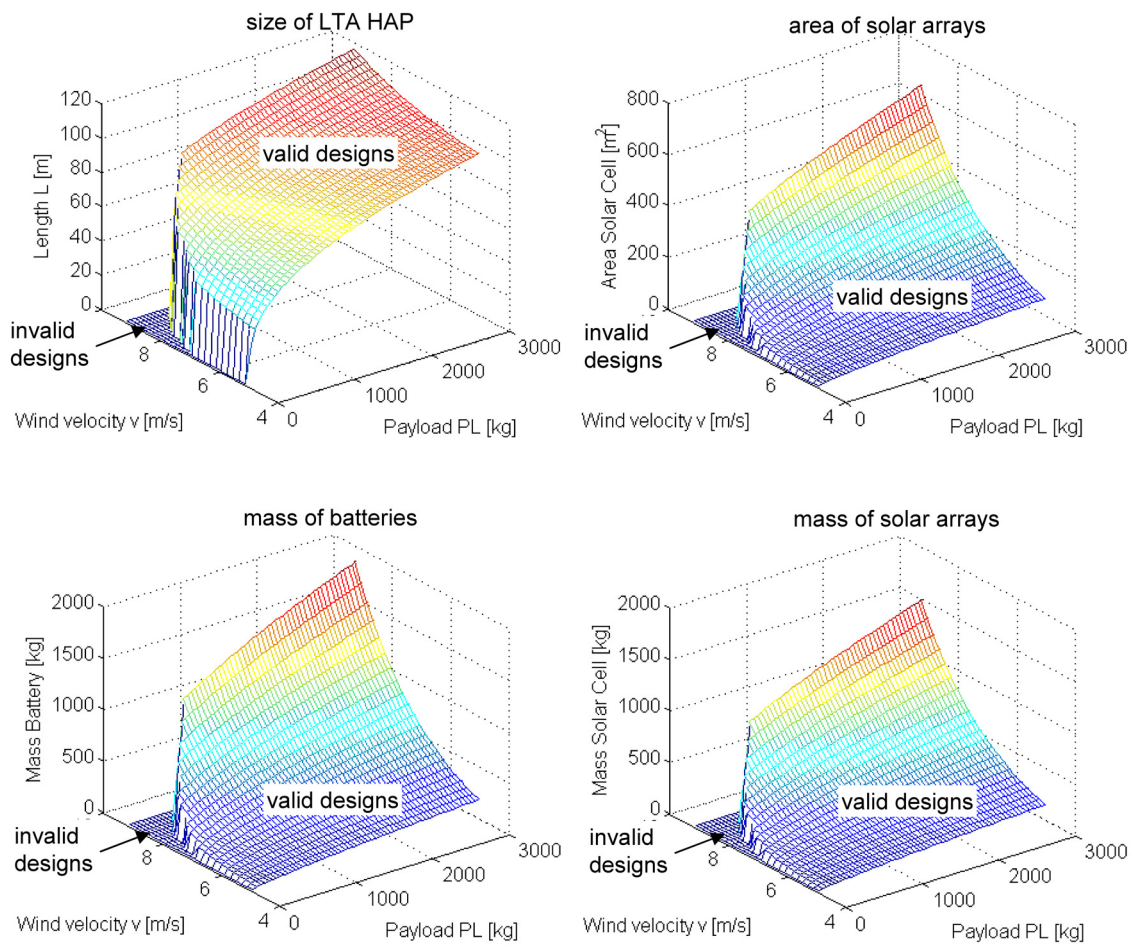 size of LTA HAP
120
100
80
60
40
20
0
Length L [m]
valid designs
invalid
designs
8
6
4
Wind velocity v [m/s]
0
1000
2000
3000
Payload PL [kg]
area of solar arrays
800
600
400
200
0
Area Solar Cell [m²]
valid designs
invalid
designs
8
6
4
Wind velocity v [m/s]
0
1000
2000
3000
Payload PL [kg]
mass of batteries
2000
1500
1000
500
0
Mass Battery [kg]
valid designs
invalid
designs
8
6
4
Wind velocity v [m/s]
0
1000
2000
3000
Payload PL [kg]
mass of solar arrays
2000
1500
1000
500
0
Mass Solar Cell [kg]
valid designs
invalid
designs
8
6
4
Wind velocity v [m/s]
0
1000
2000
3000
Payload PL [kg]